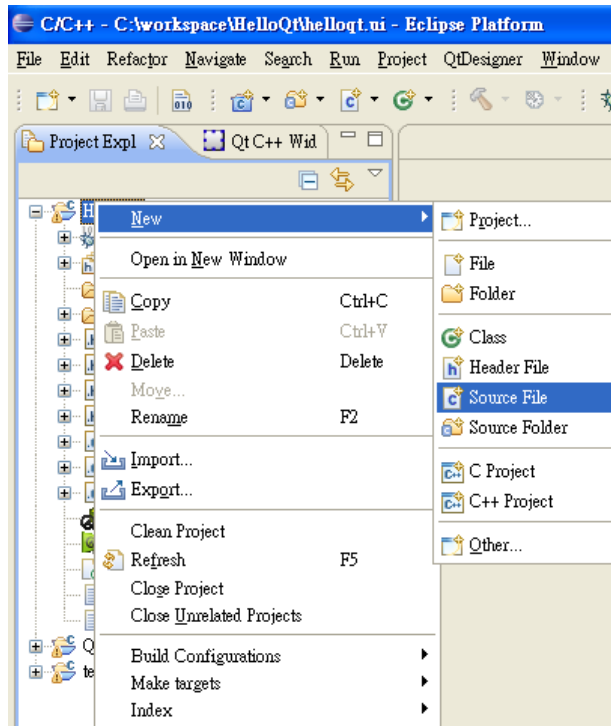 C/C++ - C:\workspace\HelloQt\helloqt.ui - Eclipse Platform
File Edit Refactor Navigate Search Run Project QtDesigner Window
Project Expl Qt C++ Wid
H
New
Open in New Window
Copy Ctrl+C
Paste Ctrl+V
Delete Delete
Move...
Rename F2
Import...
Export...
Clean Project
Refresh F5
Close Project
Close Unrelated Projects
Build Configurations
Make targets
Index
Project...
File
Folder
Class
Header File
Source File
Source Folder
C Project
C++ Project
Other...
Q
te